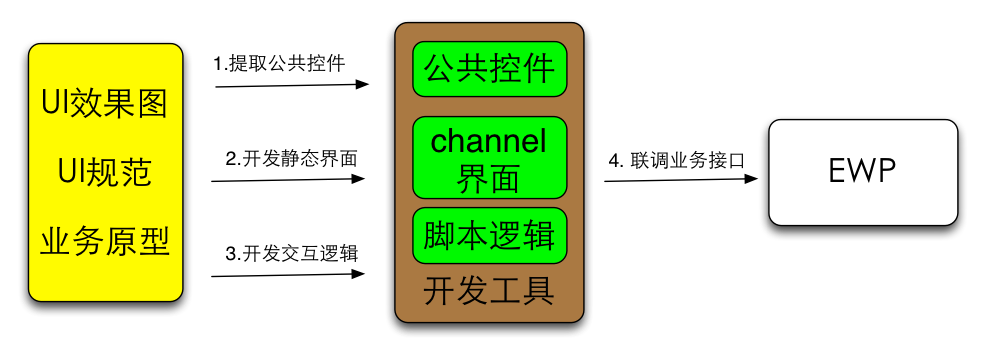 UI效果图
UI规范
业务原型
1.提取公共控件
2.开发静态界面
3.开发交互逻辑
公共控件
channel
界面
脚本逻辑
开发工具
4. 联调业务接口
EWP